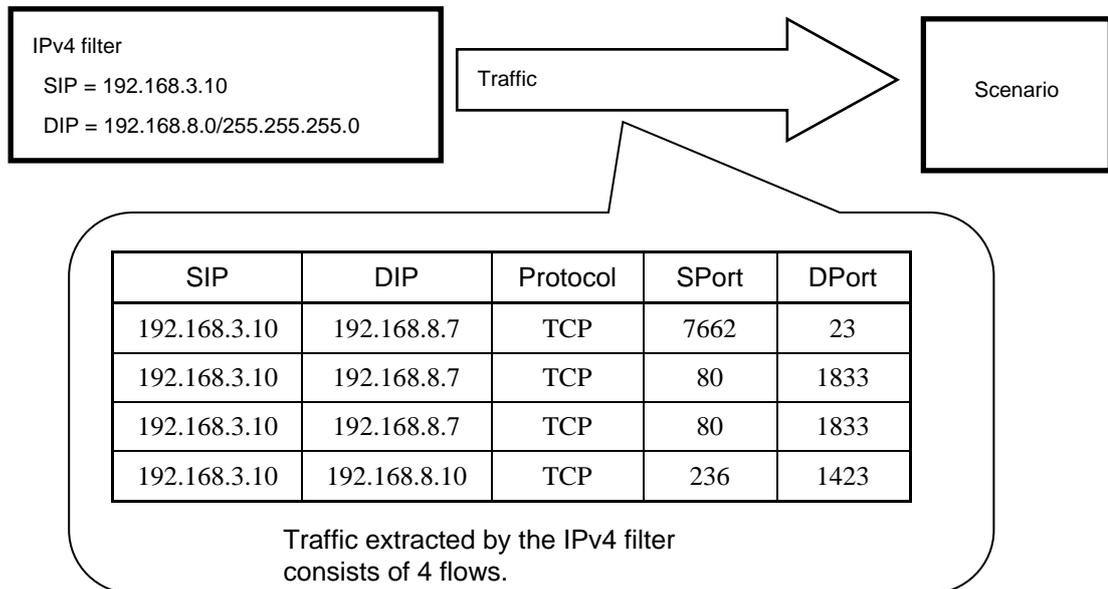 IPv4 filter
SIP = 192.168.3.10
DIP = 192.168.8.0/255.255.255.0
Traffic
Scenario
SIP DIP Protocol SPort DPort
192.168.3.10 192.168.8.7 TCP 7662 23
192.168.3.10 192.168.8.7 TCP 80 1833
192.168.3.10 192.168.8.7 TCP 80 1833
192.168.3.10 192.168.8.10 TCP 236 1423
Traffic extracted by the IPv4 filter
consists of 4 flows.